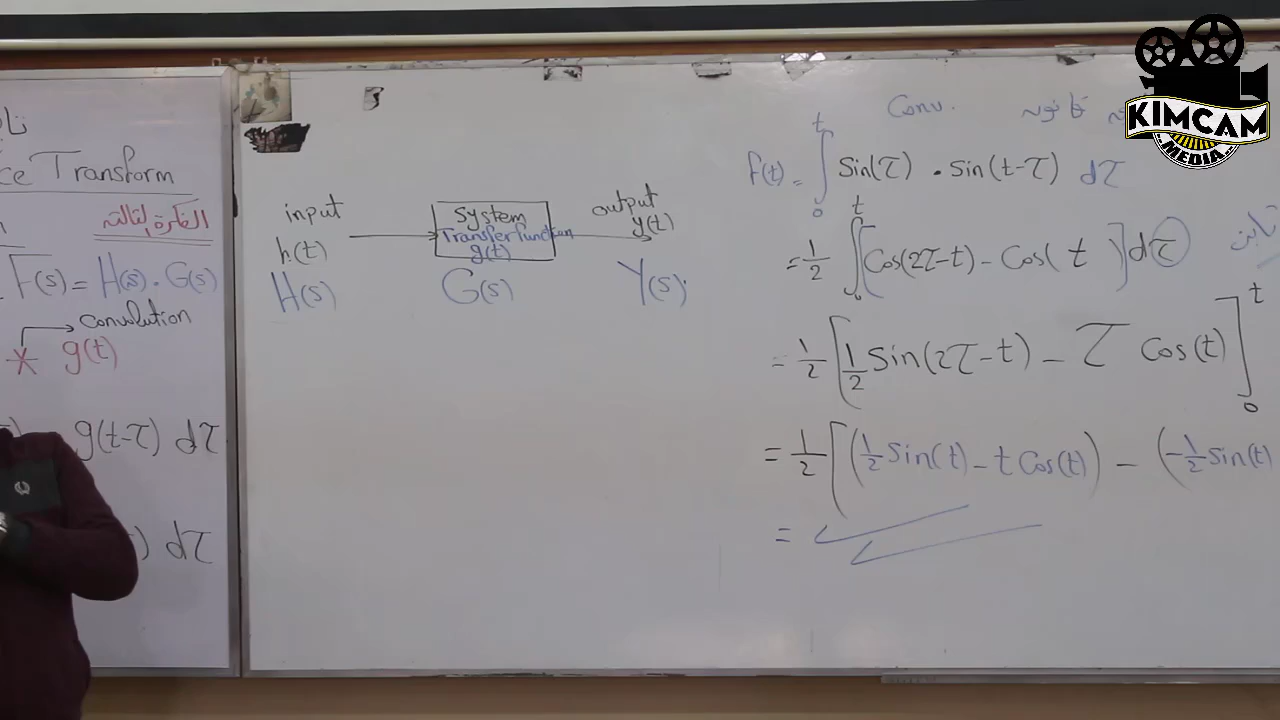 Transform
الفكرة الثالثة
F(s) = H(s) . G(s)
convolution
* g(t)
g(t-τ) dτ
) dτ
input
h(t)
H(s)
System
Transfer function
g(t)
G(s)
output
y(t)
Y(s)
Conv.
f(t) = ∫₀ᵗ Sin(τ) . Sin(t-τ) dτ
= 1/2 ∫₀ᵗ [Cos(2τ-t) - Cos( t )] dτ
= 1/2 [1/2 Sin(2τ-t) - τ Cos(t)]₀ᵗ
= 1/2 [(1/2 Sin(t) - t Cos(t)) - (-1/2 Sin(t)
=
KIMCAM
MEDIA